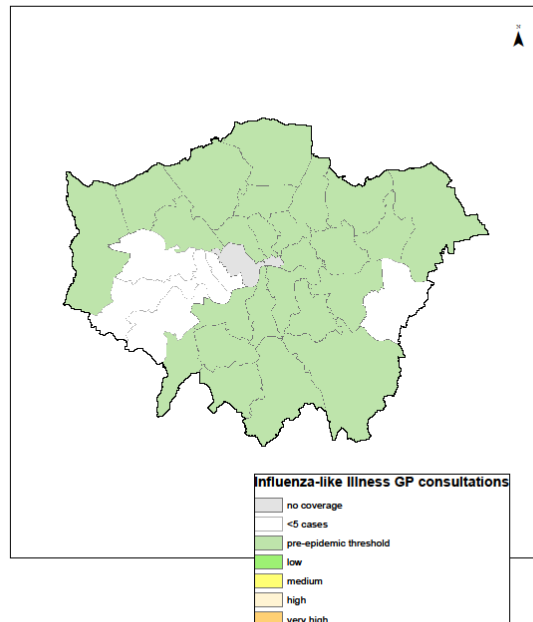 N
Influenza-like Illness GP consultations
no coverage
<5 cases
pre-epidemic threshold
low
medium
high
very high